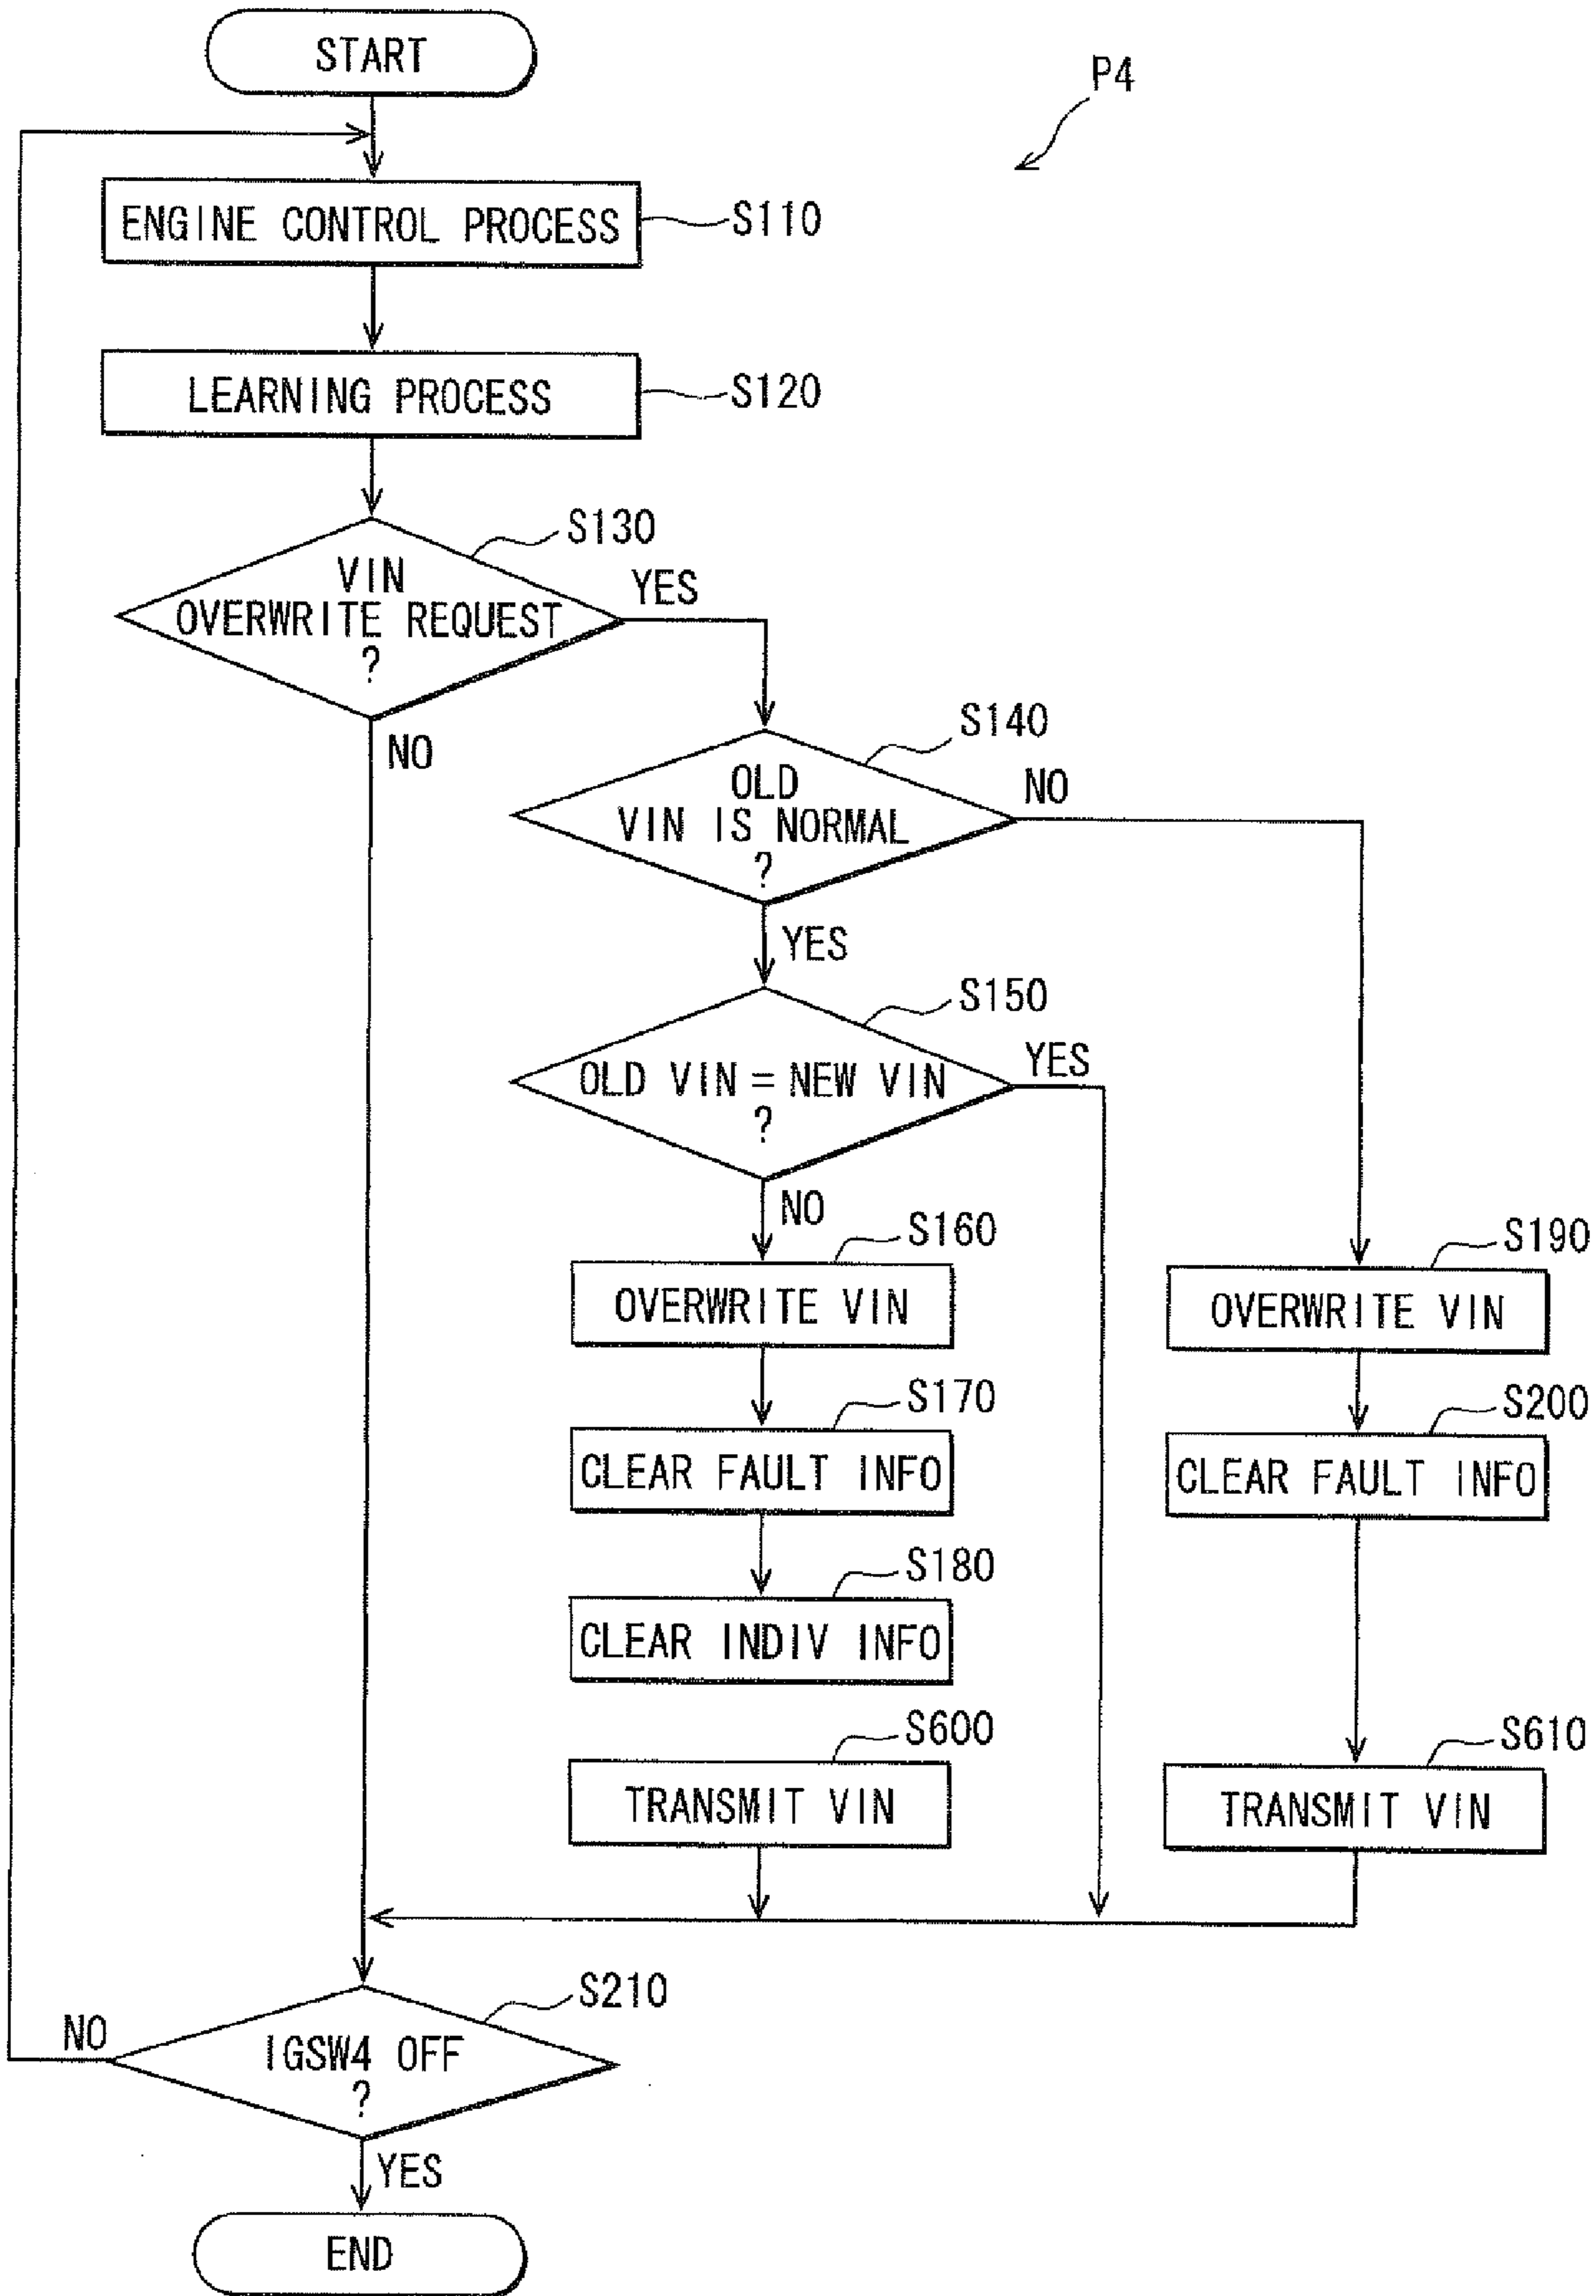 START
P4
ENGINE CONTROL PROCESS
S110
LEARNING PROCESS
S120
S130
VIN
OVERWRITE REQUEST
?
YES
NO
S140
OLD
VIN IS NORMAL
?
NO
YES
S150
OLD VIN = NEW VIN
?
YES
NO
S160
OVERWRITE VIN
S170
CLEAR FAULT INFO
S180
CLEAR INDIV INFO
S600
TRANSMIT VIN
S190
OVERWRITE VIN
S200
CLEAR FAULT INFO
S610
TRANSMIT VIN
S210
IGSW4 OFF
?
NO
YES
END